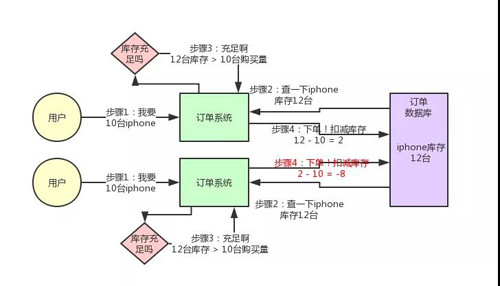 库存充
足吗
步骤3：充足啊
12台库存 > 10台购买量
步骤2：查一下iphone
库存12台
用户
步骤1：我要
10台iphone
订单系统
步骤4：下单！扣减库存
12 - 10 = 2
订单
数据库
iphone库存
12台
用户
步骤1：我要
10台iphone
订单系统
步骤4：下单！扣减库存
2 - 10 = -8
步骤2：查一下iphone
库存12台
库存充
足吗
步骤3：充足啊
12台库存 > 10台购买量